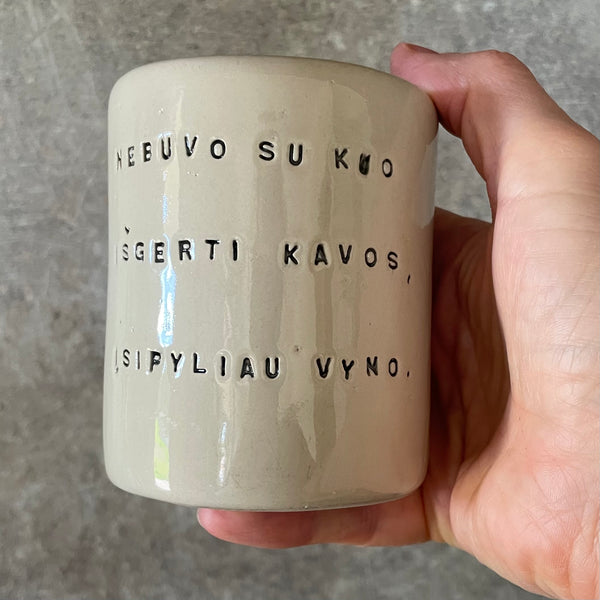 NEBUVO SU KUO
IŠGERTI KAVOS,
ĮSIPYLIAU VYNO.